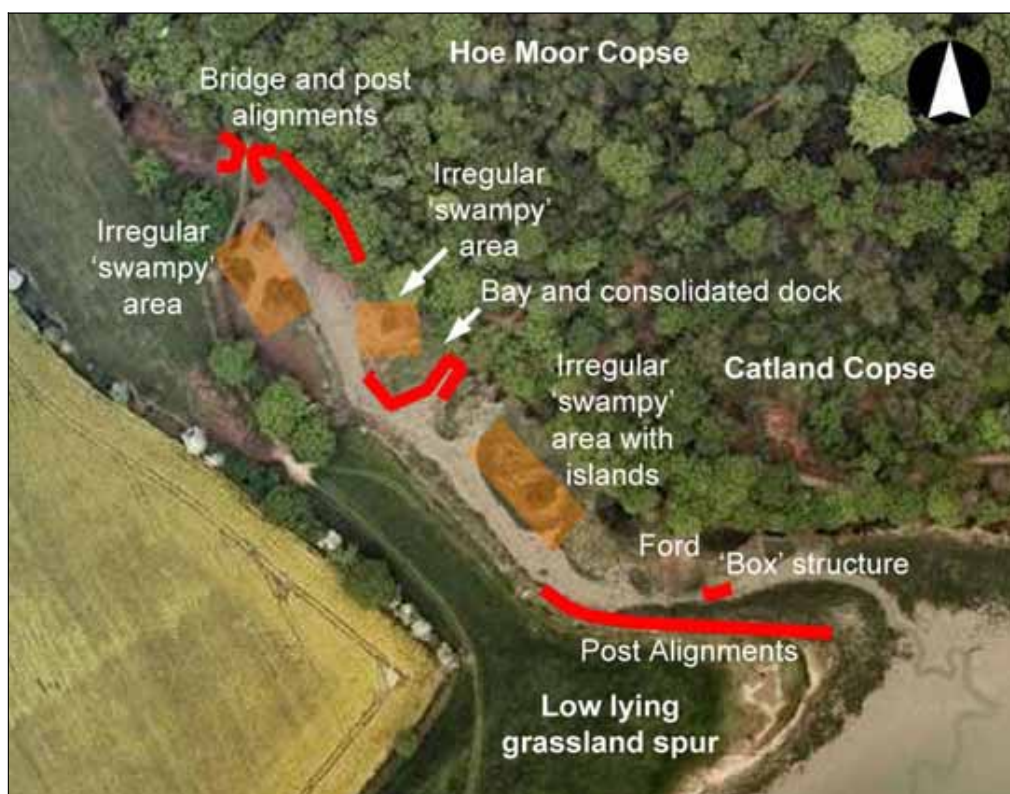 Hoe Moor Copse
Bridge and post
alignments
Irregular
'swampy'
area
Irregular
'swampy'
area
Bay and consolidated dock
Irregular
'swampy'
area with
islands
Catland Copse
Ford
'Box' structure
Post Alignments
Low lying
grassland spur